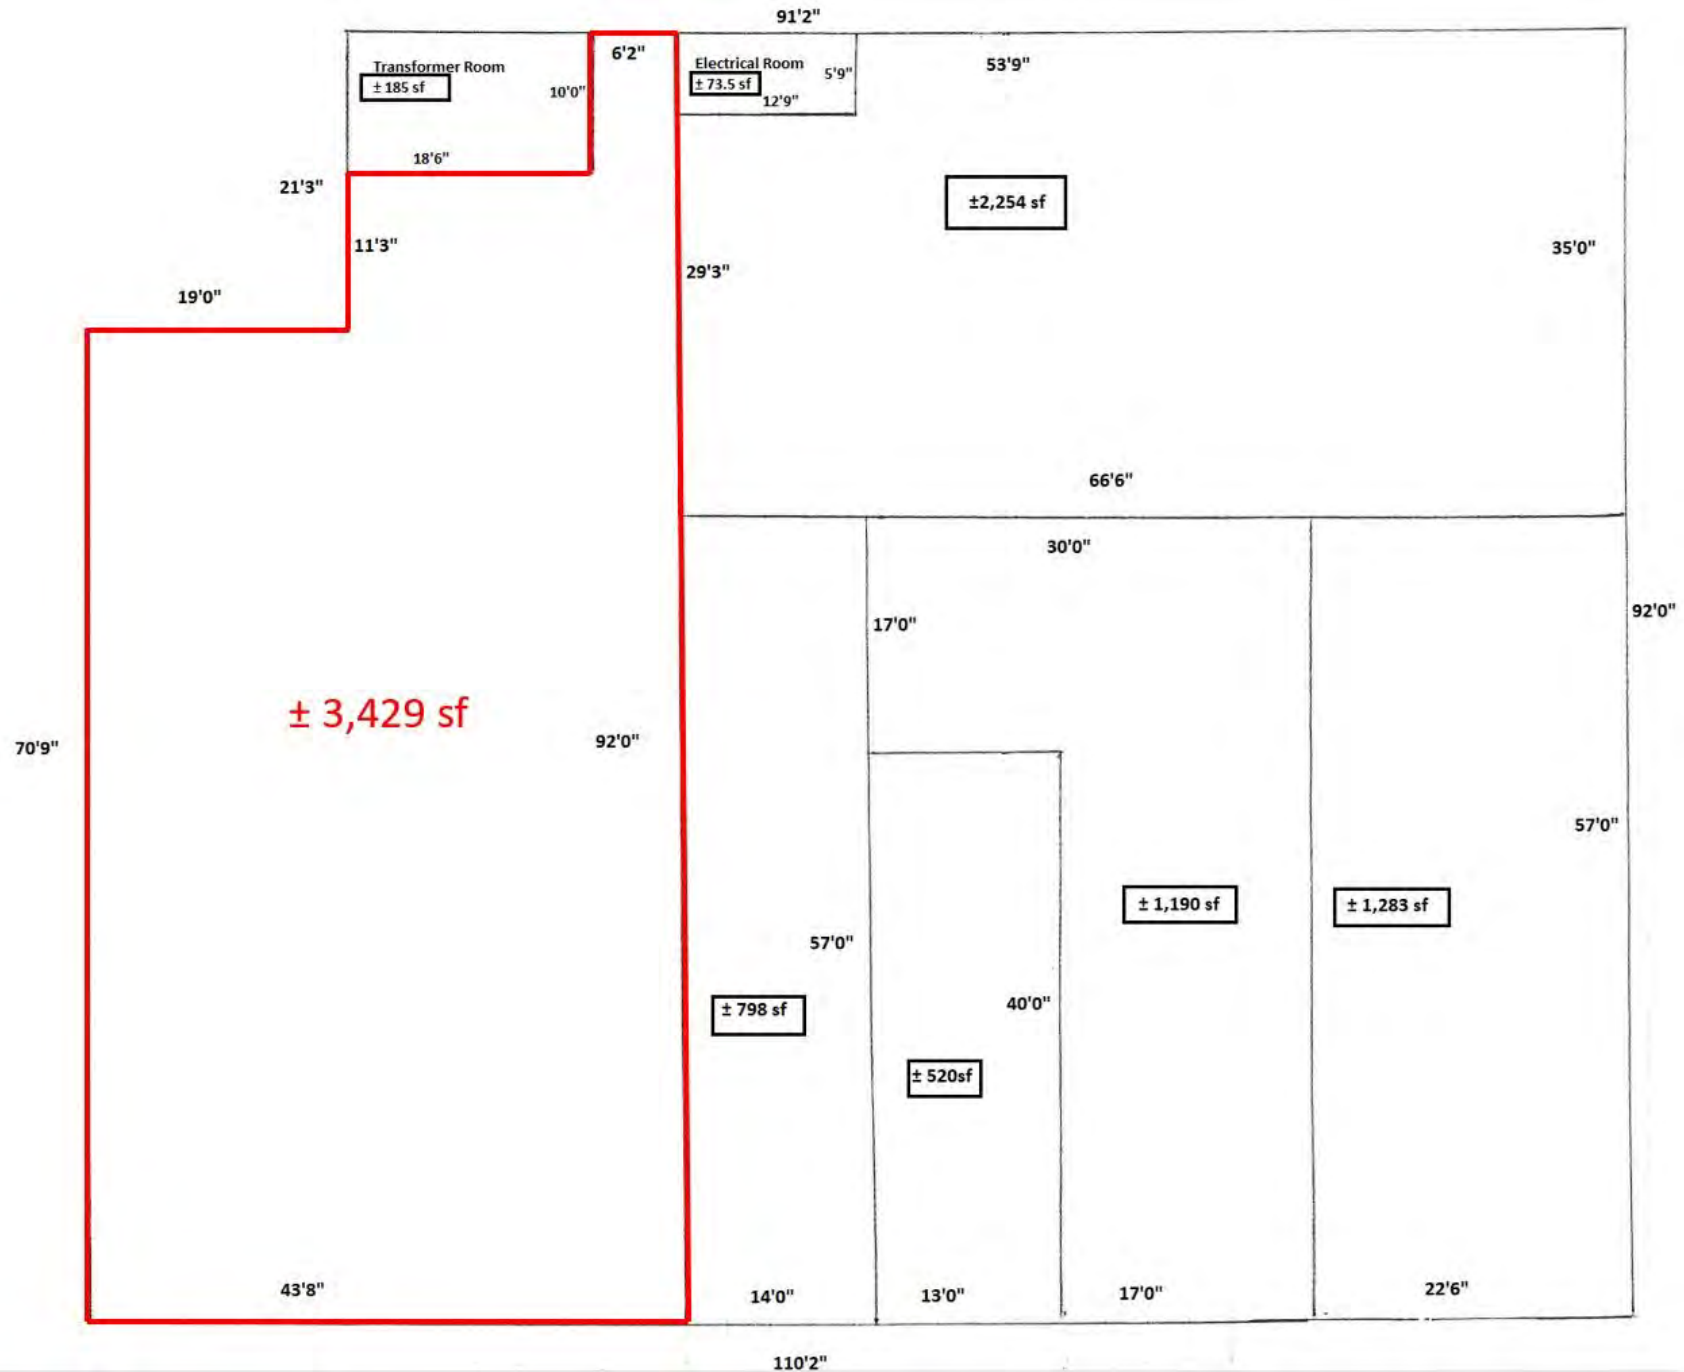 91'2"
6'2"
Transformer Room
± 185 sf
10'0"
18'6"
Electrical Room
± 73.5 sf
5'9"
12'9"
53'9"
21'3"
11'3"
±2,254 sf
29'3"
35'0"
19'0"
66'6"
30'0"
17'0"
92'0"
± 3,429 sf
70'9"
92'0"
57'0"
± 1,190 sf
± 1,283 sf
57'0"
40'0"
± 798 sf
± 520sf
43'8"
14'0"
13'0"
17'0"
22'6"
110'2"